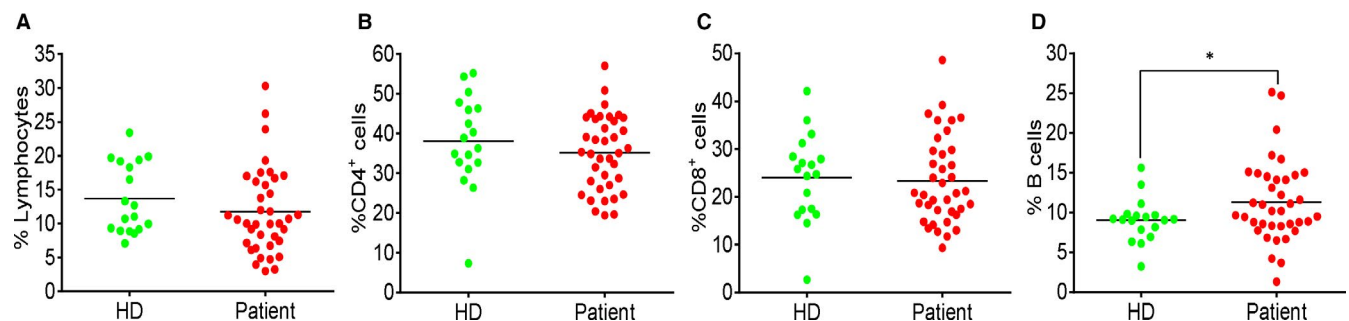 A
% Lymphocytes
35
30
25
20
15
10
5
0
HD
Patient
B
%CD4⁺ cells
60
50
40
30
20
10
0
HD
Patient
C
%CD8⁺ cells
50
40
30
20
10
0
HD
Patient
D
% B cells
30
25
20
15
10
5
0
*
HD
Patient